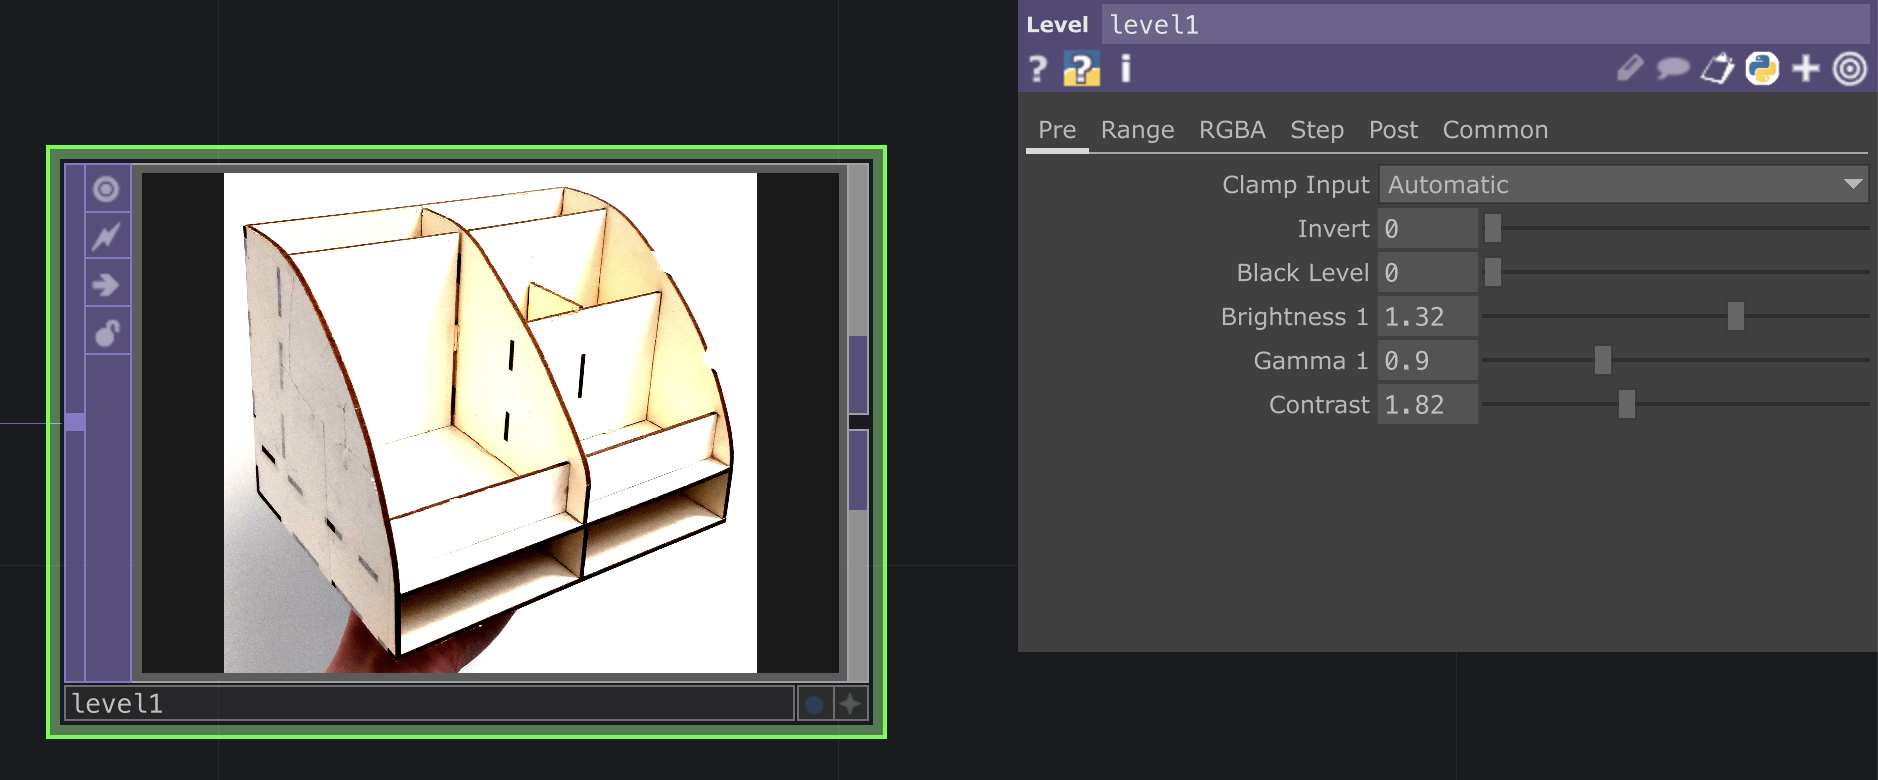 Level level1
? ? i
Pre Range RGBA Step Post Common
Clamp Input Automatic
Invert 0
Black Level 0
Brightness 1 1.32
Gamma 1 0.9
Contrast 1.82
level1